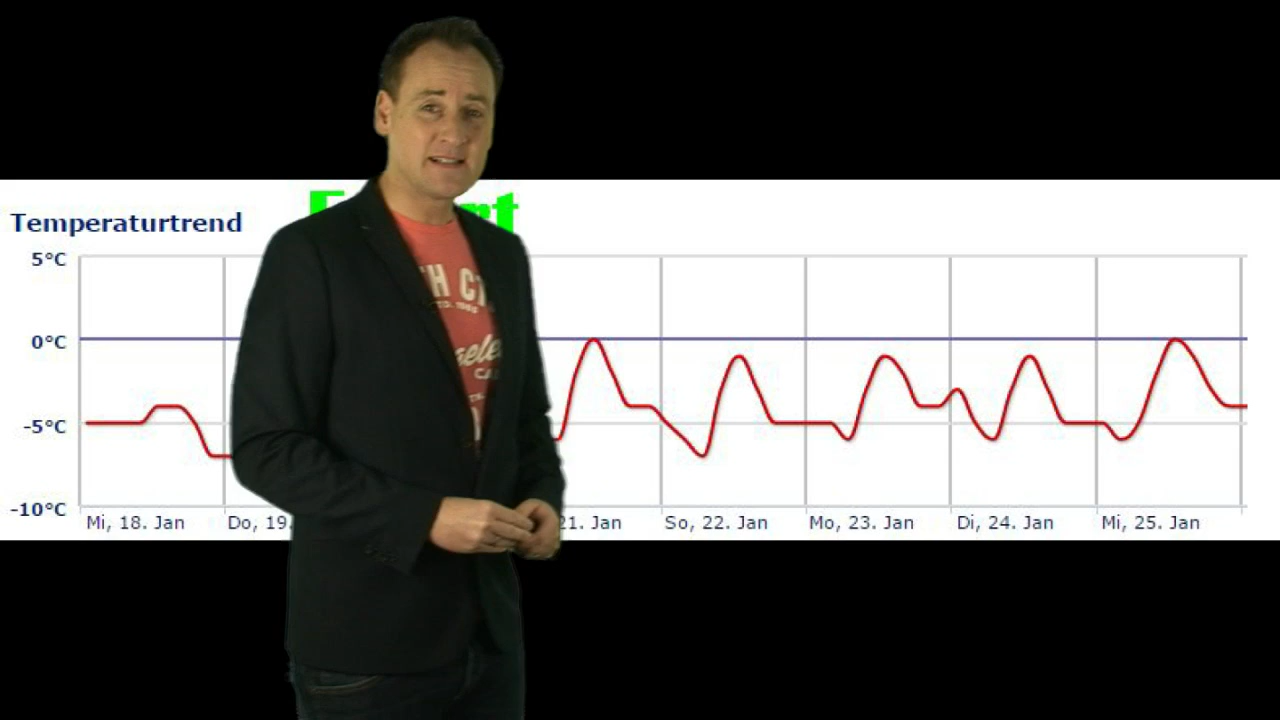 Temperaturtrend
5°C
0°C
-5°C
-10°C
Mi, 18. Jan
Do, 19.
21. Jan
So, 22. Jan
Mo, 23. Jan
Di, 24. Jan
Mi, 25. Jan